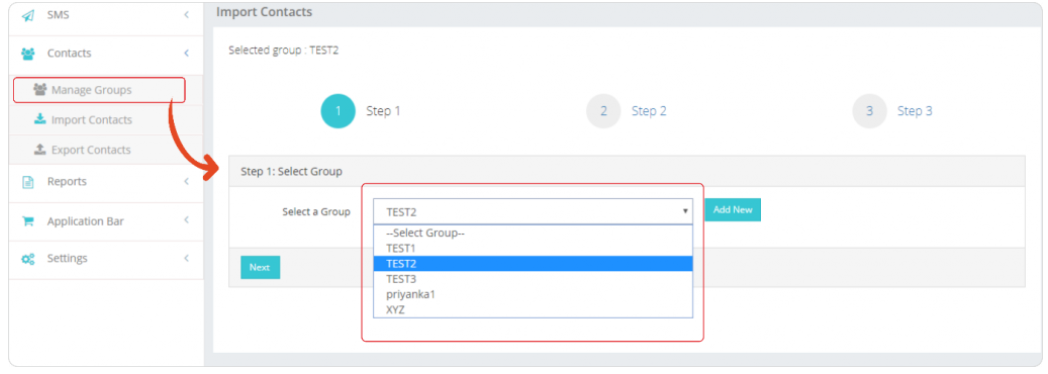 SMS
Contacts
Manage Groups
Import Contacts
Export Contacts
Reports
Application Bar
Settings
Import Contacts
Selected group : TEST2
1 Step 1
2 Step 2
3 Step 3
Step 1: Select Group
Select a Group TEST2 Add New
--Select Group--
TEST1
TEST2
TEST3
priyanka1
XYZ
Next